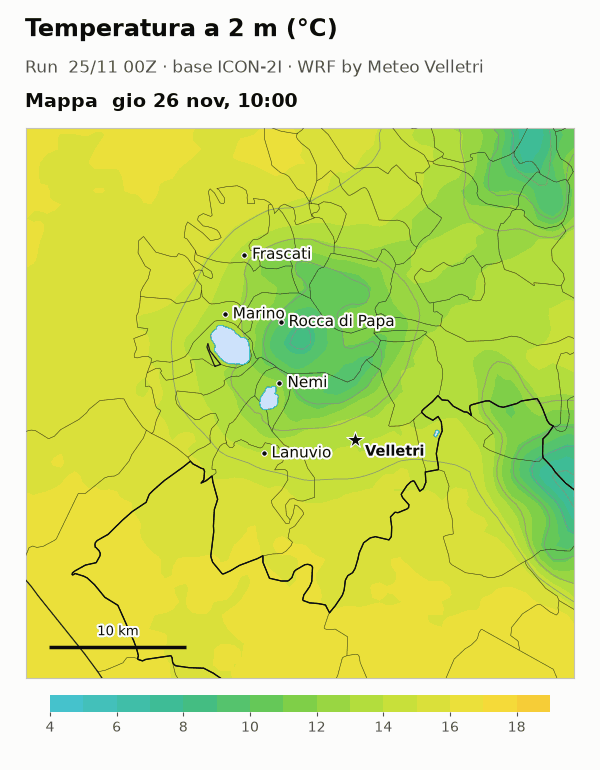 Temperatura a 2 m (°C)
Run  25/11 00Z · base ICON-2I · WRF by Meteo Velletri
Mappa  gio 26 nov, 10:00
Frascati
Marino
Rocca di Papa
Nemi
Velletri
Lanuvio
10 km
4 6 8 10 12 14 16 18